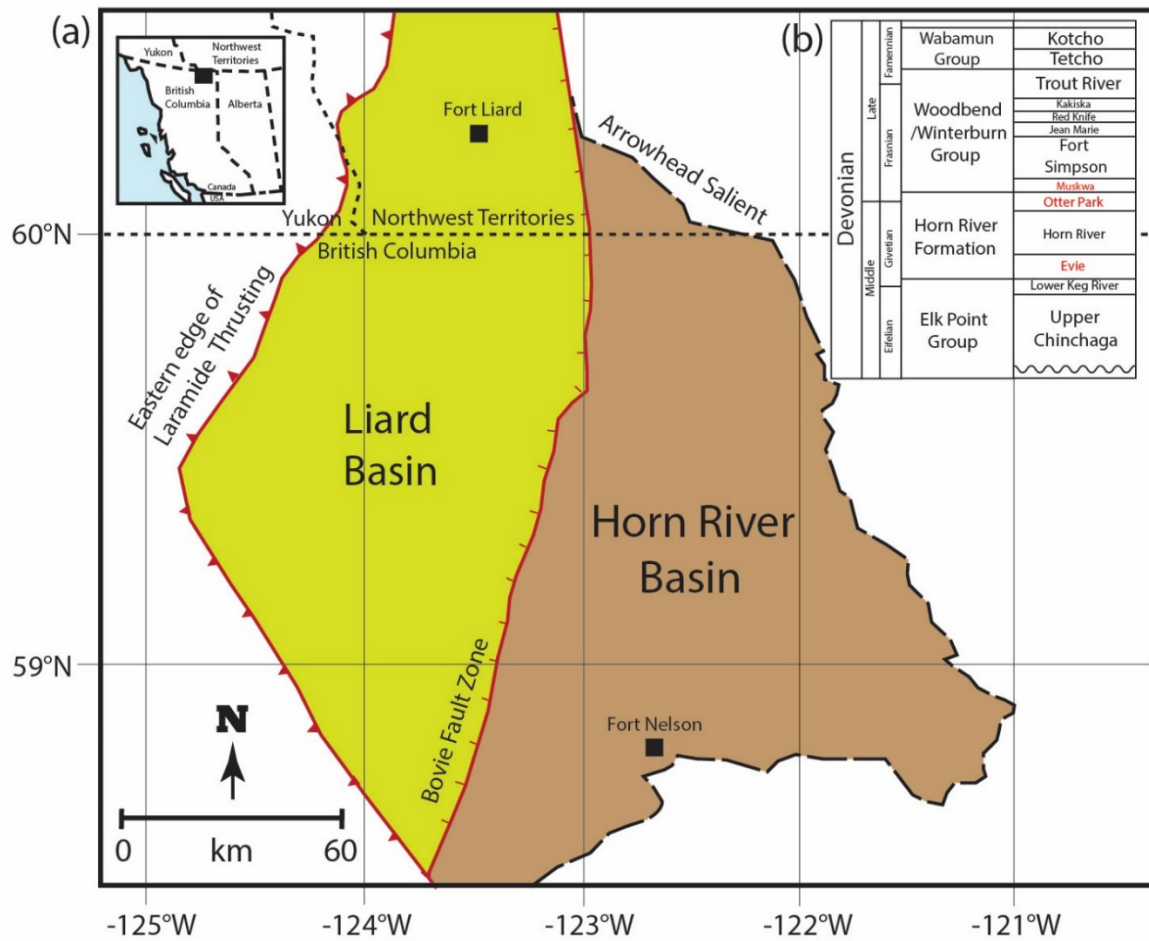 (a)
Yukon
Northwest
Territories
British
Columbia
Alberta
Canada
USA
Fort Liard
Arrowhead Salient
Yukon
Northwest Territories
British Columbia
60°N
Eastern edge of
Laramide Thrusting
Liard
Basin
Horn River
Basin
59°N
Bovie Fault Zone
Fort Nelson
N
0
km
60
-125°W
-124°W
-123°W
-122°W
-121°W
(b)
Devonian
Late
Middle
Famennian
Frasnian
Givetian
Eifelian
Wabamun
Group
Woodbend
/Winterburn
Group
Horn River
Formation
Elk Point
Group
Kotcho
Tetcho
Trout River
Kakiska
Red Knife
Jean Marie
Fort
Simpson
Muskwa
Otter Park
Horn River
Evie
Lower Keg River
Upper
Chinchaga